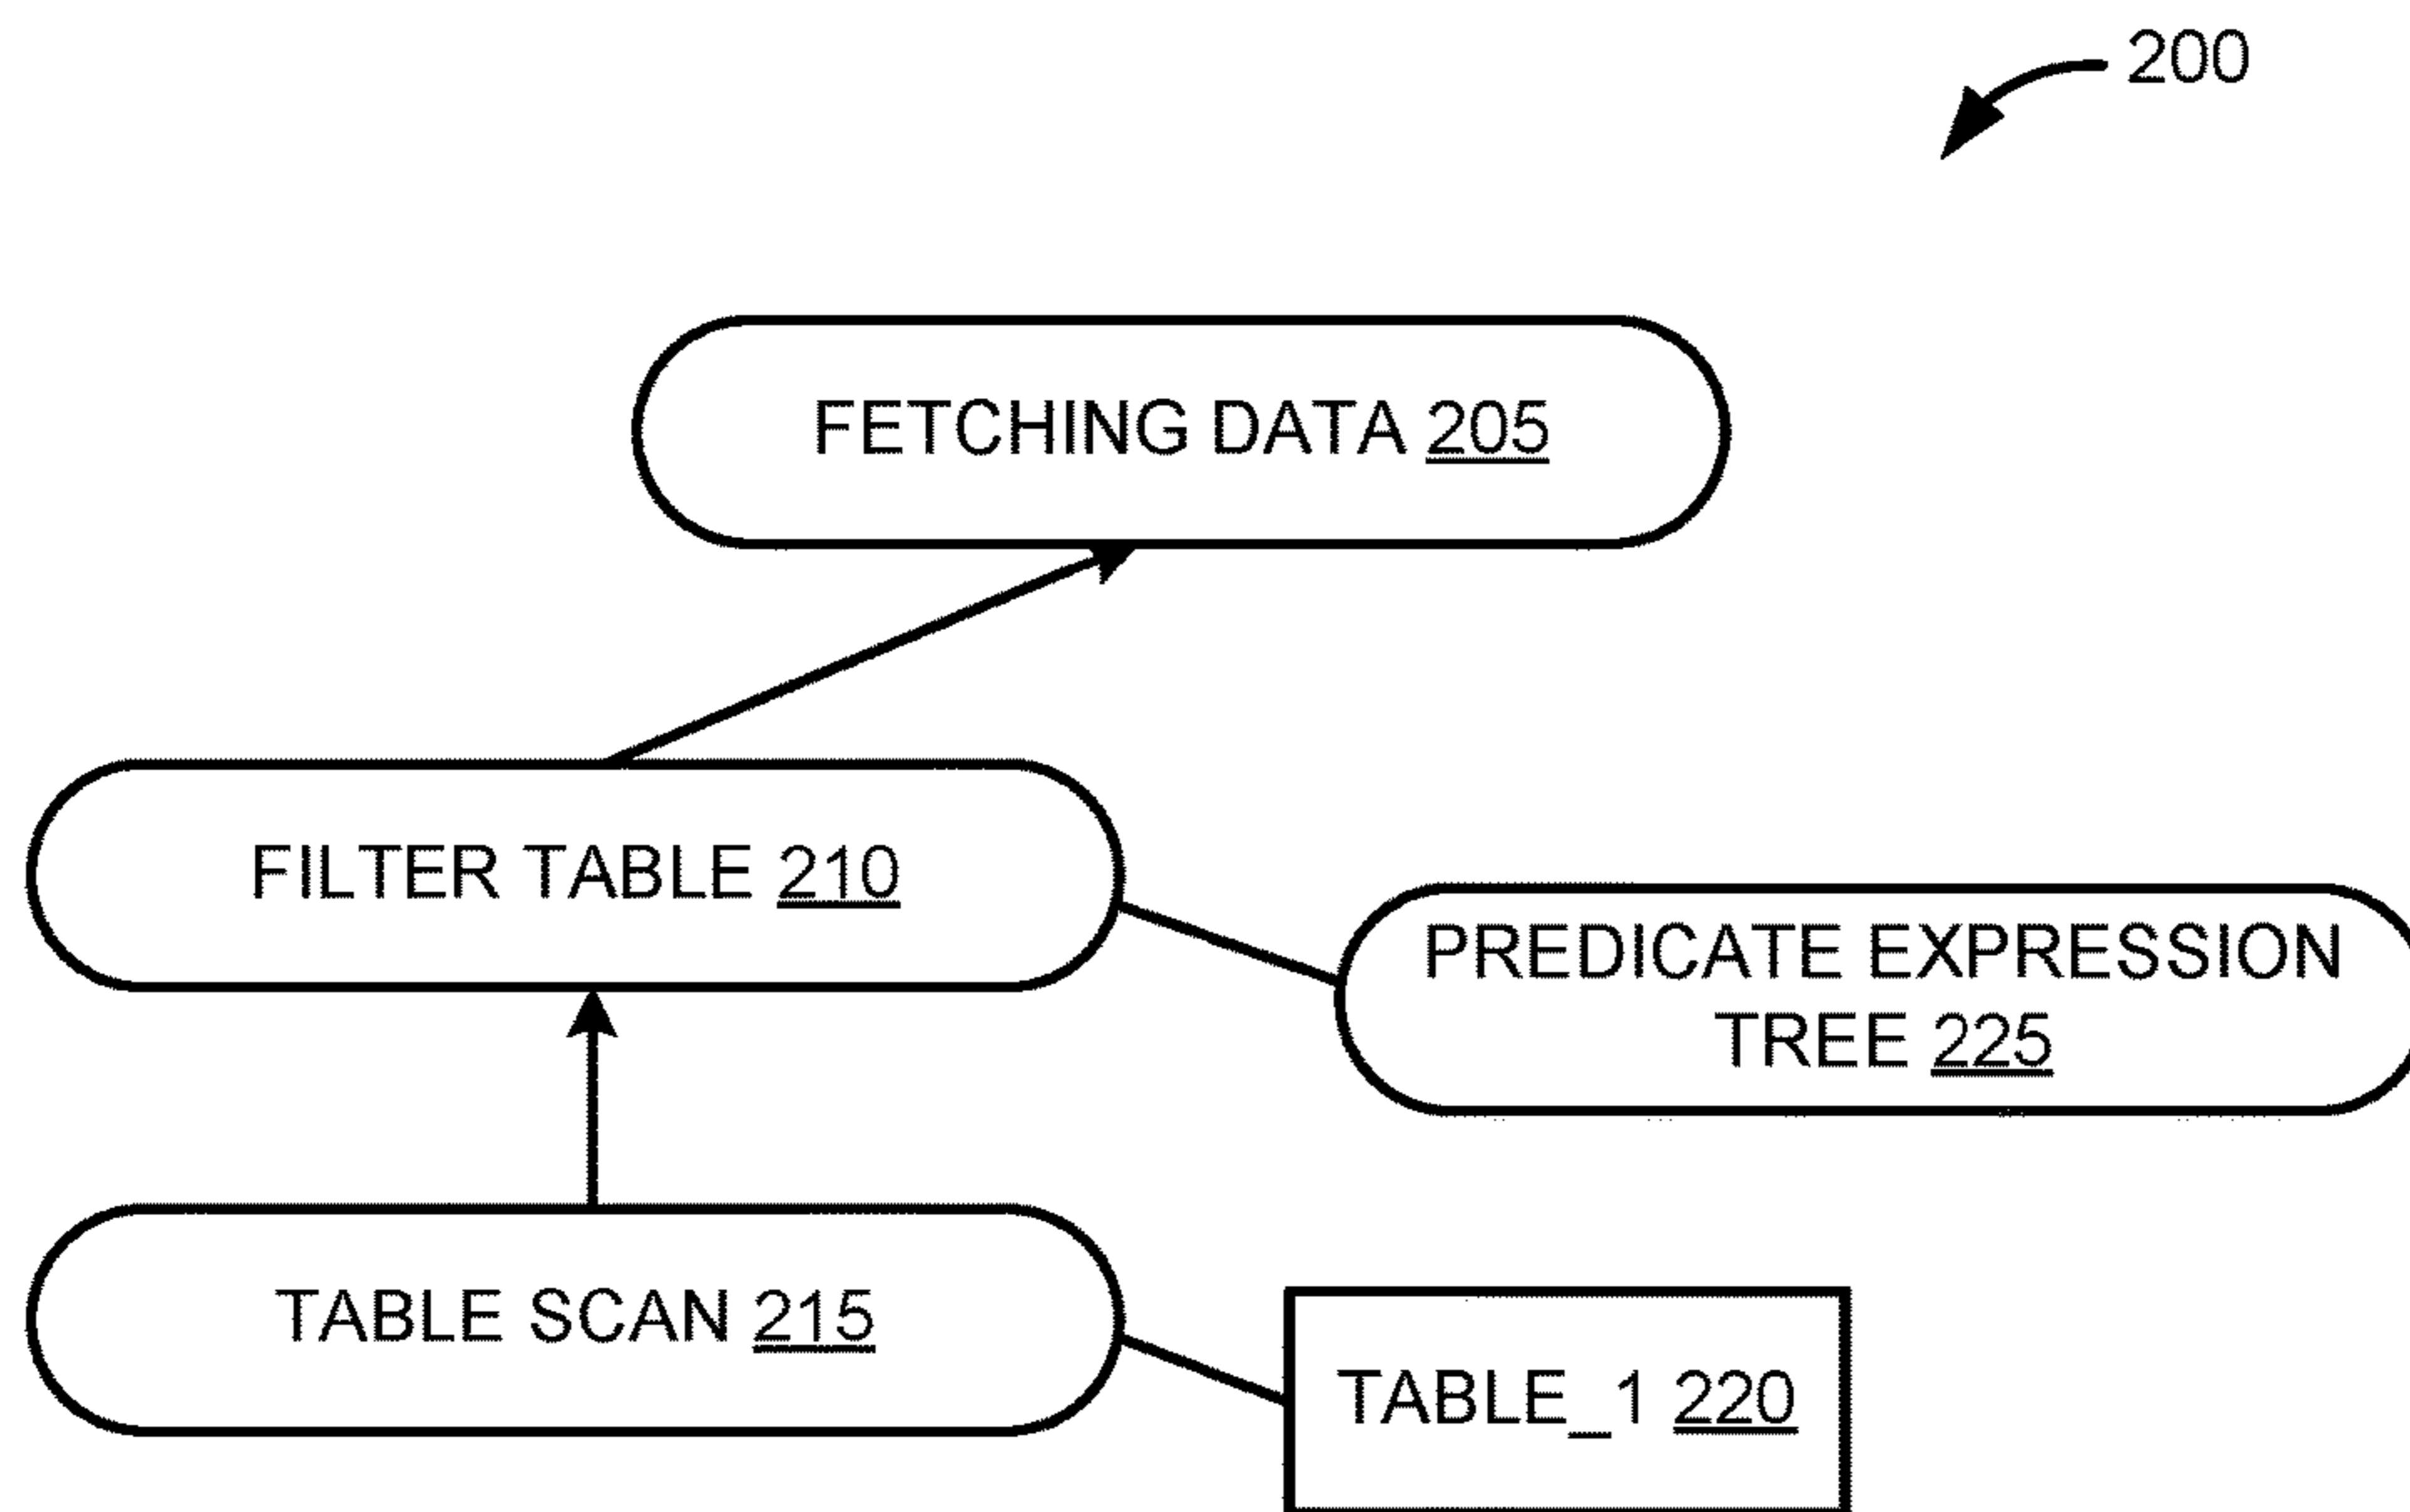 200
FETCHING DATA 205
FILTER TABLE 210
PREDICATE EXPRESSION
TREE 225
TABLE SCAN 215
TABLE_1 220